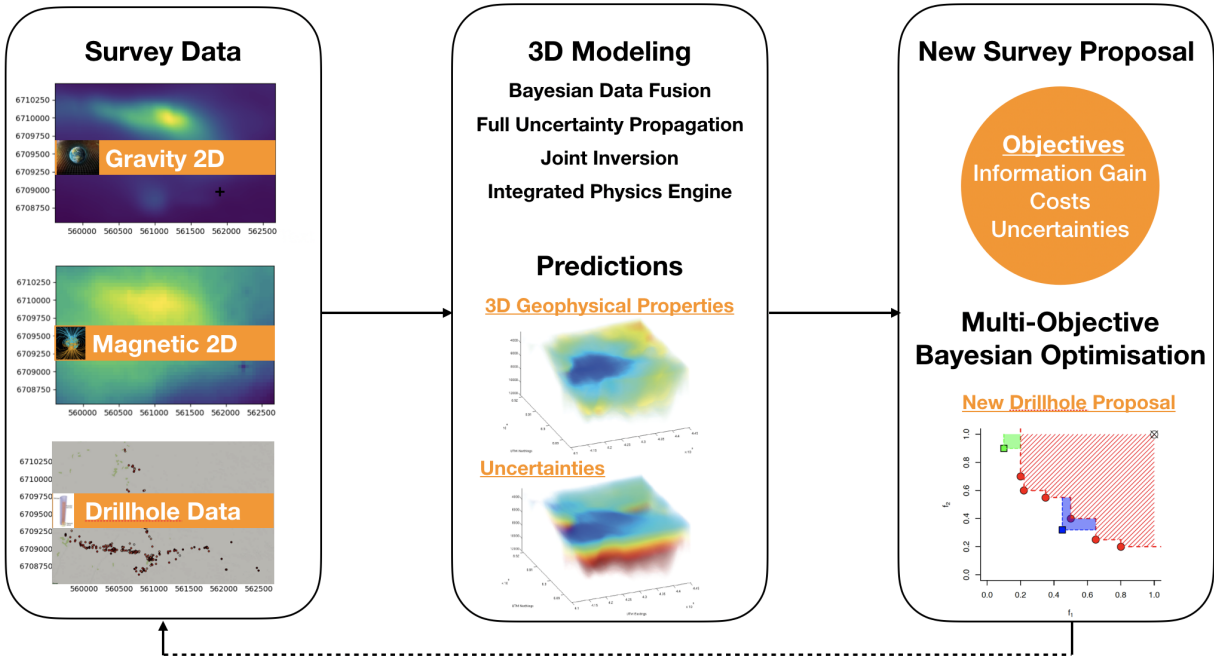 Survey Data
6710250
6710000
6709750
6709500
6709250
6709000
6708750
Gravity 2D
560000 560500 561000 561500 562000 562500
6710250
6710000
6709750
6709500
6709250
6709000
6708750
Magnetic 2D
560000 560500 561000 561500 562000 562500
6710250
6710000
6709750
6709500
6709250
6709000
6708750
Drillhole Data
560000 560500 561000 561500 562000 562500
3D Modeling
Bayesian Data Fusion
Full Uncertainty Propagation
Joint Inversion
Integrated Physics Engine
Predictions
3D Geophysical Properties
Uncertainties
New Survey Proposal
Objectives
Information Gain
Costs
Uncertainties
Multi-Objective
Bayesian Optimisation
New Drillhole Proposal
1.0
0.8
0.6
0.4
0.2
0.0
f2
0.0 0.2 0.4 0.6 0.8 1.0
f1